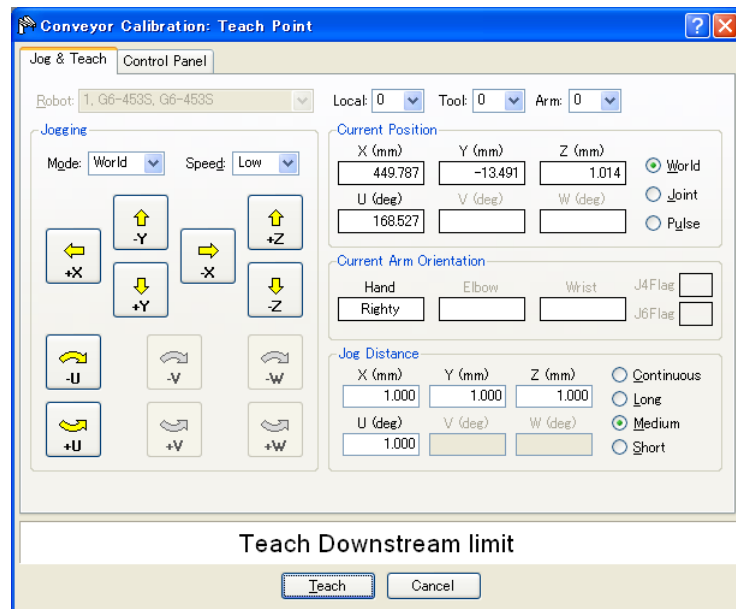 Conveyor Calibration: Teach Point
Jog & Teach Control Panel
Robot: 1, G6-453S, G6-453S Local: 0 Tool: 0 Arm: 0
Jogging
Mode: World Speed: Low
-Y +Z
+X -X
+Y -Z
-U -V -W
+U +V +W
Current Position
X (mm) Y (mm) Z (mm)
449.787 -13.491 1.014
U (deg) V (deg) W (deg)
168.527
World
Joint
Pulse
Current Arm Orientation
Hand Elbow Wrist J4Flag
Righty J6Flag
Jog Distance
X (mm) Y (mm) Z (mm)
1.000 1.000 1.000
U (deg) V (deg) W (deg)
1.000
Continuous
Long
Medium
Short
Teach Downstream limit
Teach Cancel